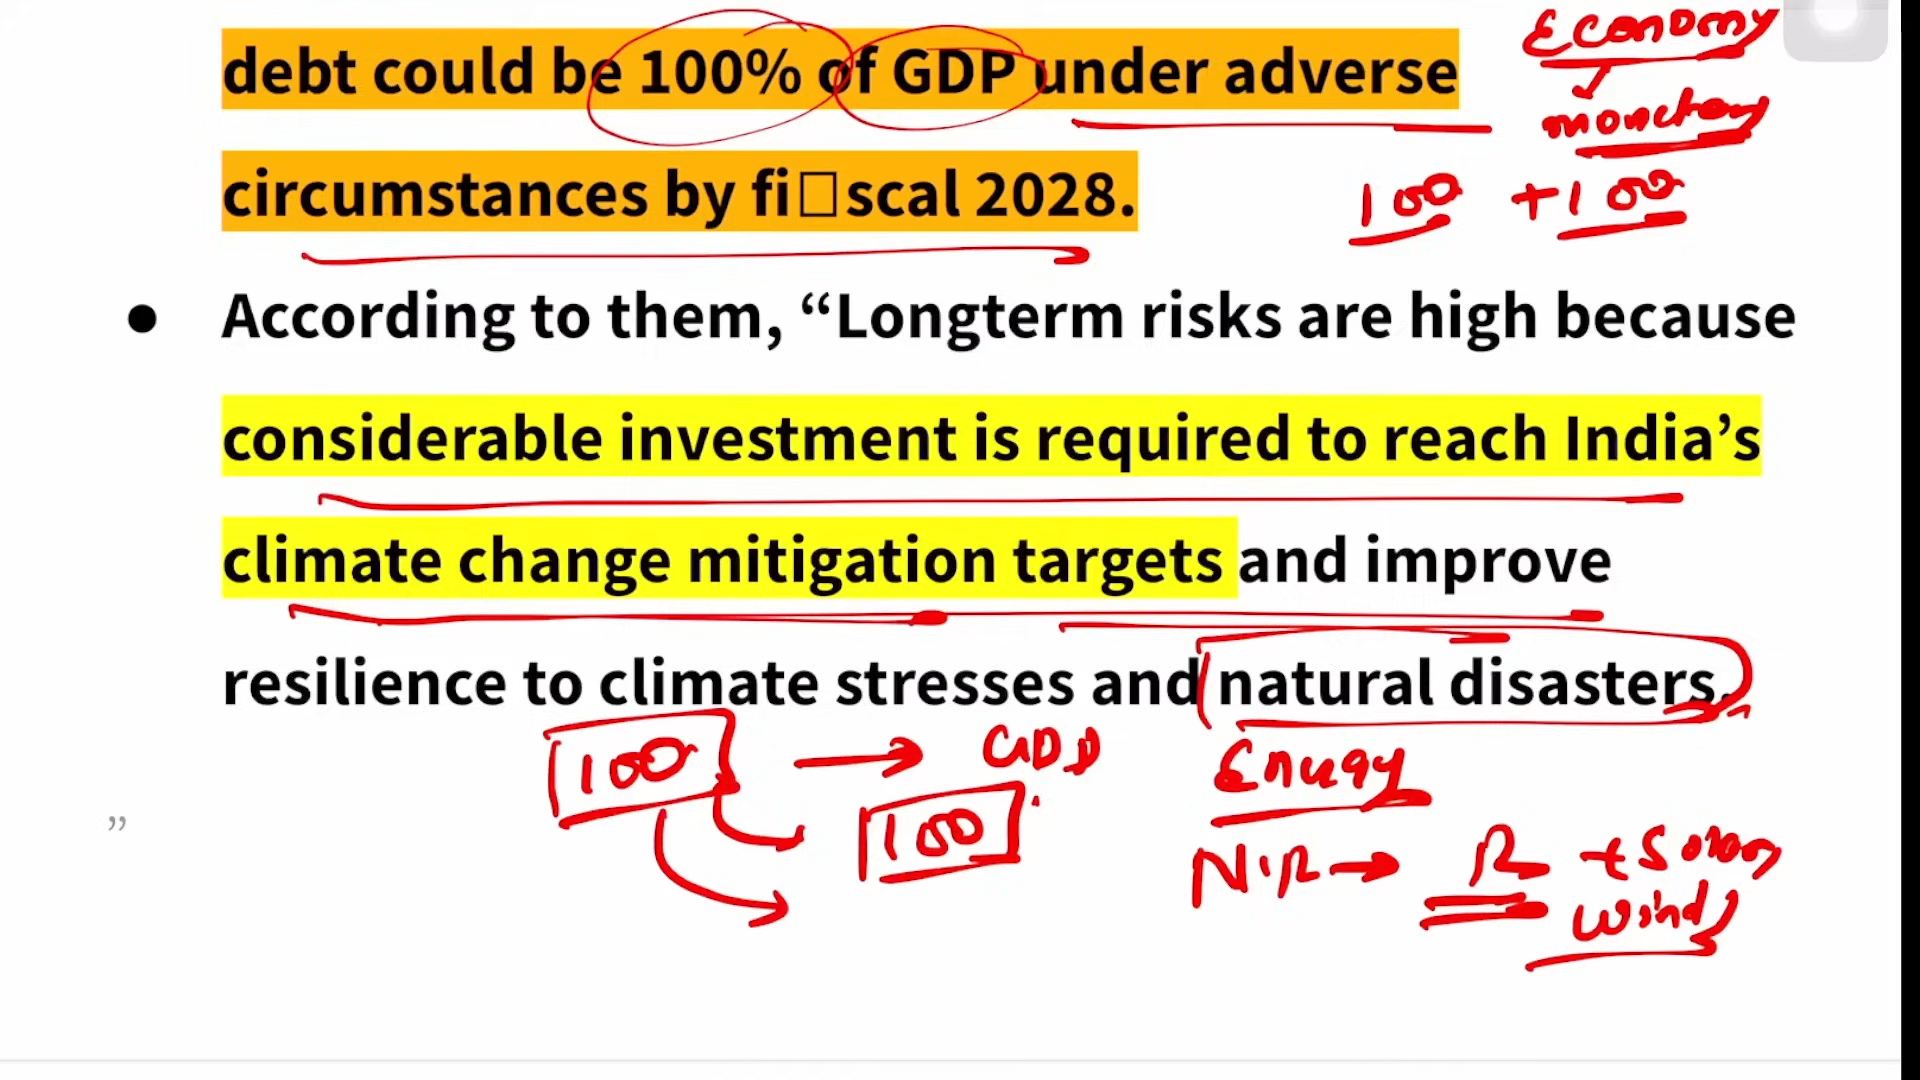 debt could be 100% of GDP under adverse
Economy
monetary
circumstances by fi□scal 2028.
100 +100
● According to them, “Longterm risks are high because
considerable investment is required to reach India’s
climate change mitigation targets and improve
resilience to climate stresses and natural disasters.
100 → GDP
Energy
100
”
N.R → R +Solar
Wind